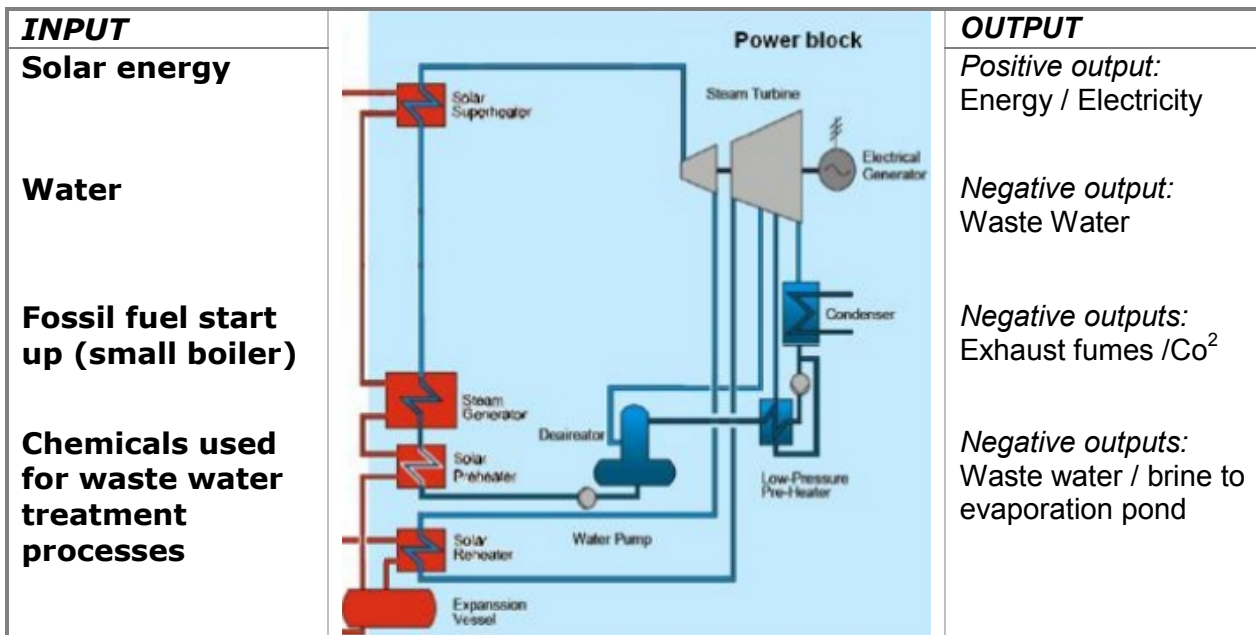 INPUT
Solar energy
Water
Fossil fuel start
up (small boiler)
Chemicals used
for waste water
treatment
processes
Power block
Solar
Superheater
Steam Turbine
Electrical
Generator
Condenser
Steam
Generator
Deaireator
Solar
Preheater
Low-Pressure
Pre-Heater
Water Pump
Solar
Reheater
Expanssion
Vessel
OUTPUT
Positive output:
Energy / Electricity
Negative output:
Waste Water
Negative outputs:
Exhaust fumes /Co²
Negative outputs:
Waste water / brine to
evaporation pond